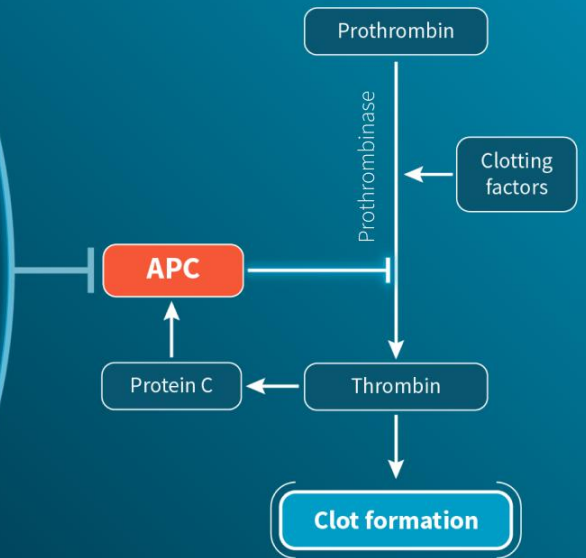 Prothrombin
Prothrombinase
Clotting
factors
APC
Protein C
Thrombin
Clot formation